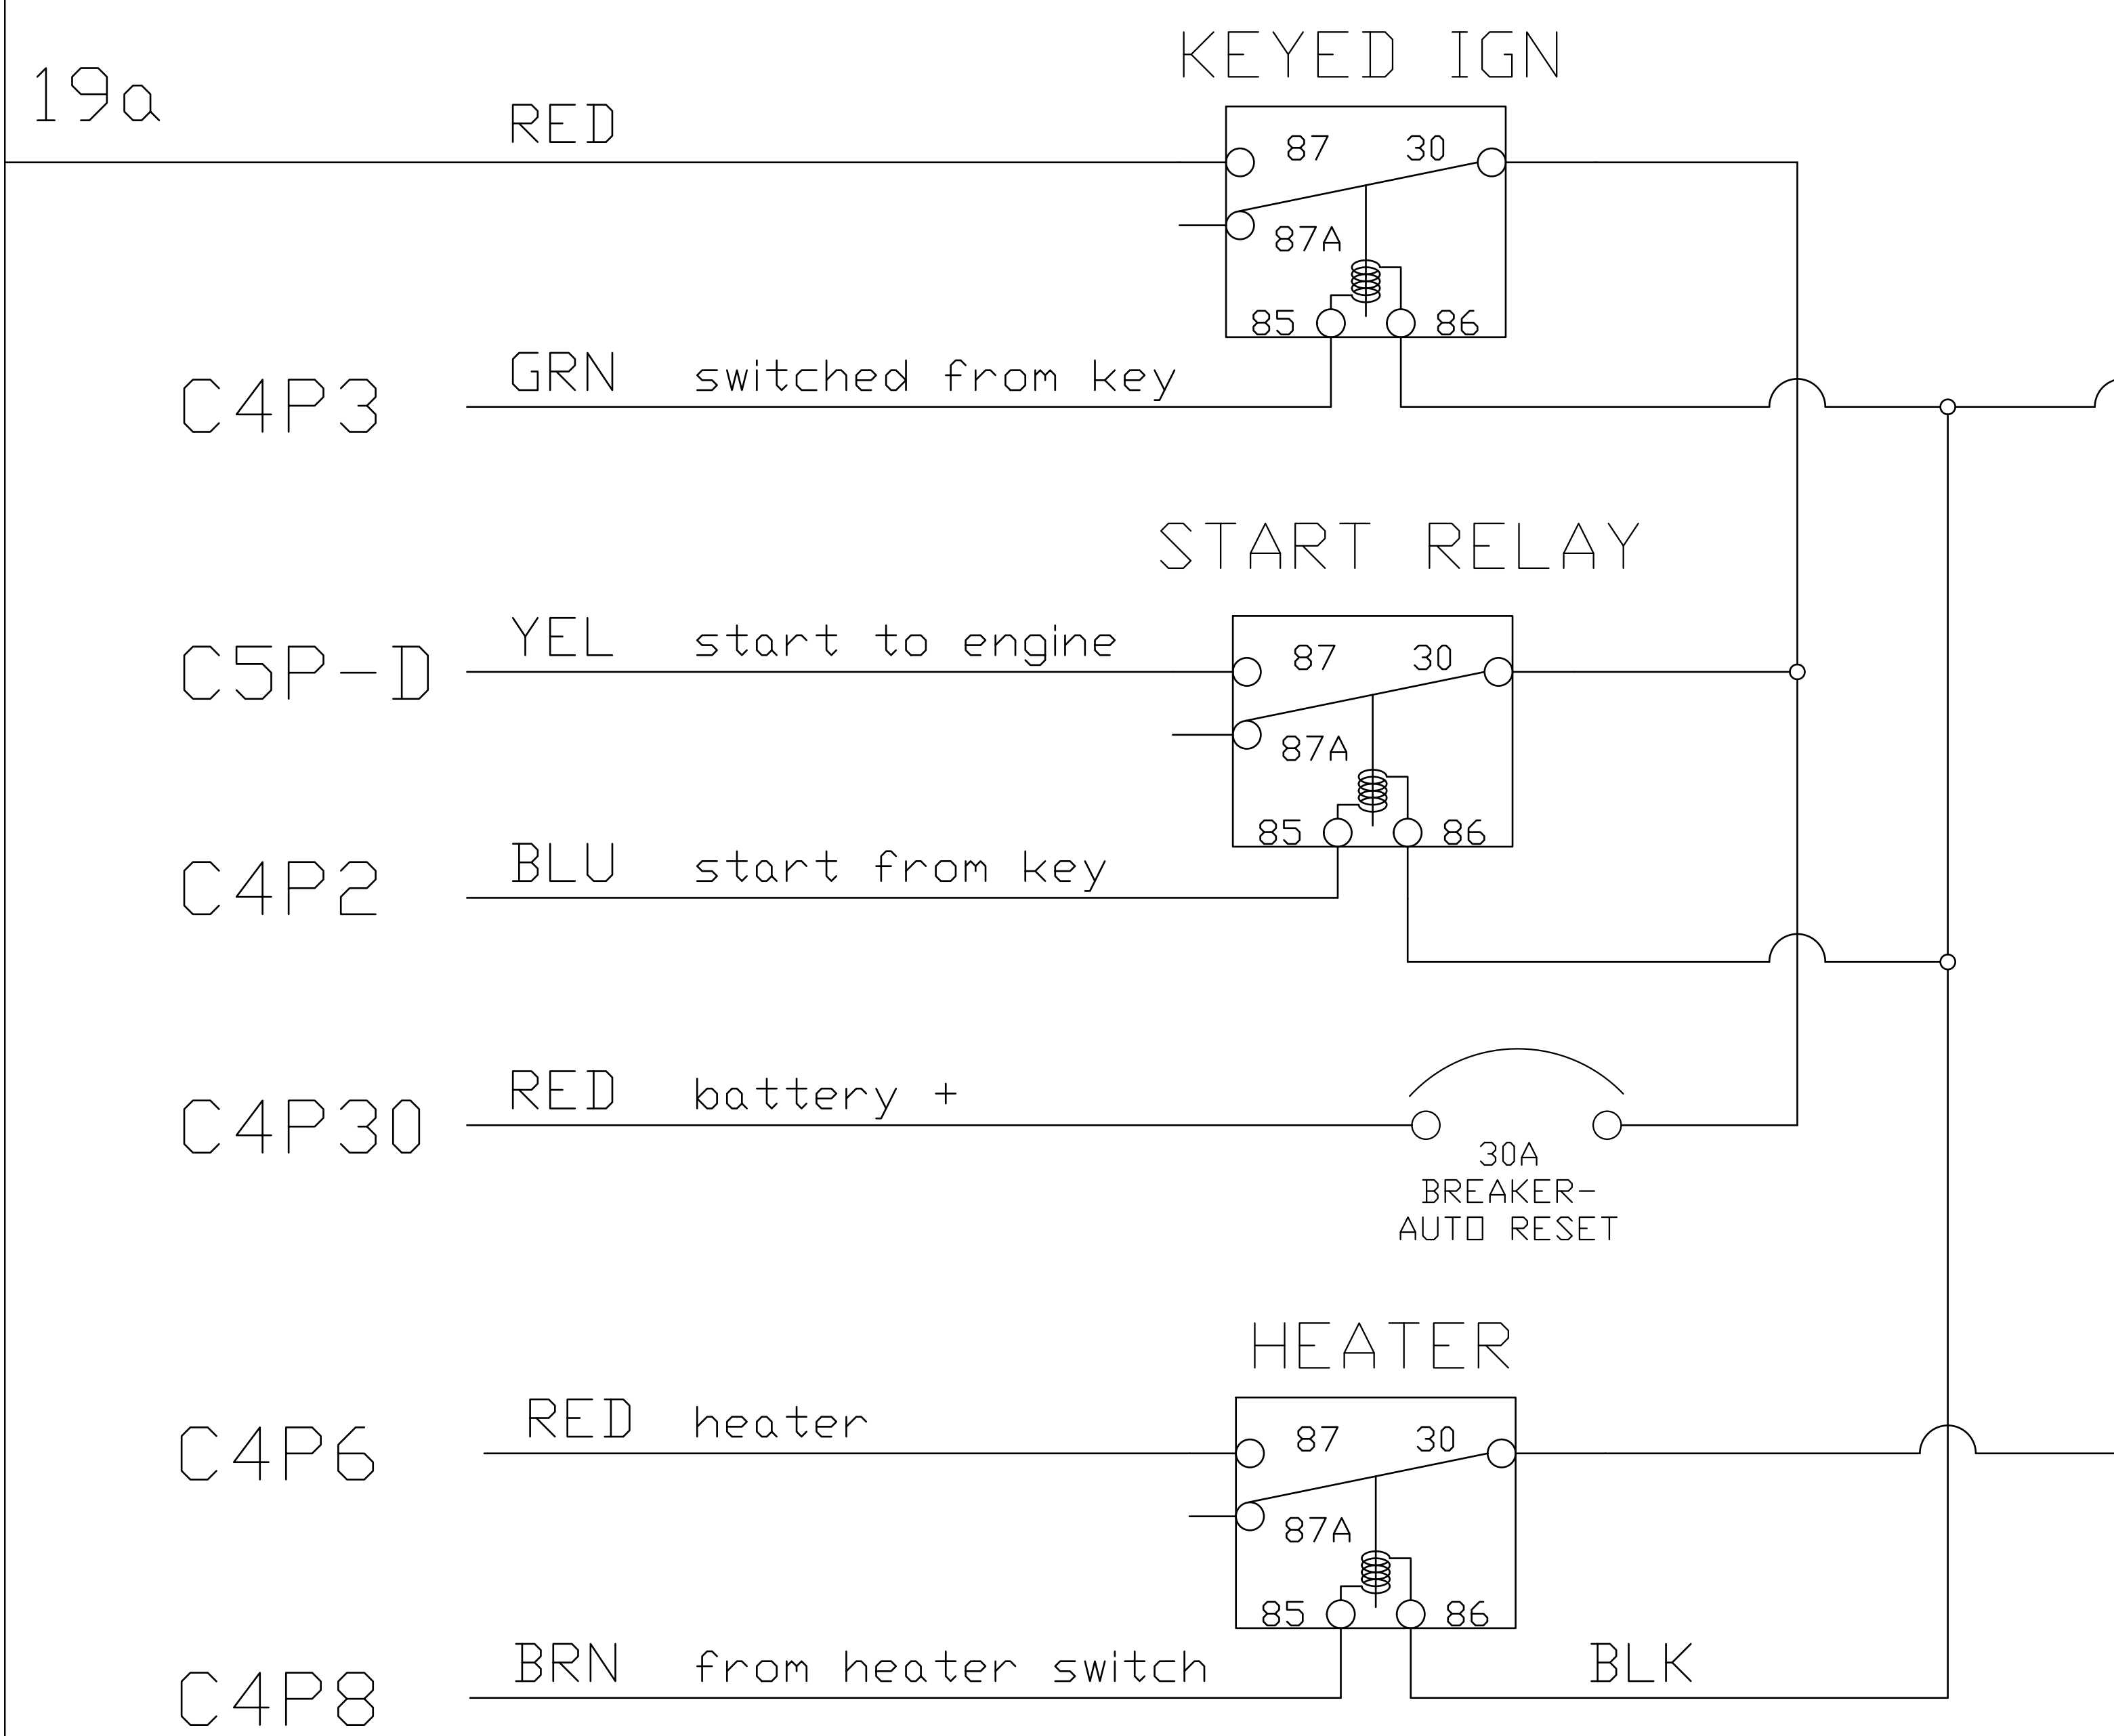 KEYED IGN
19a
RED
87 30
87A
85 86
C4P3 GRN switched from key
START RELAY
C5P-D YEL start to engine
87 30
87A
85 86
C4P2 BLU start from key
C4P30 RED battery +
30A
BREAKER-
AUTO RESET
HEATER
C4P6 RED heater
87 30
87A
85 86
C4P8 BRN from heater switch
BLK